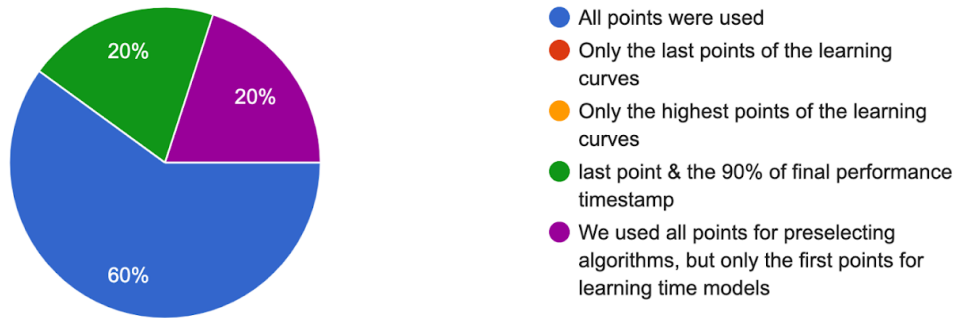 20%
20%
60%
All points were used
Only the last points of the learning
curves
Only the highest points of the learning
curves
last point & the 90% of final performance
timestamp
We used all points for preselecting
algorithms, but only the first points for
learning time models